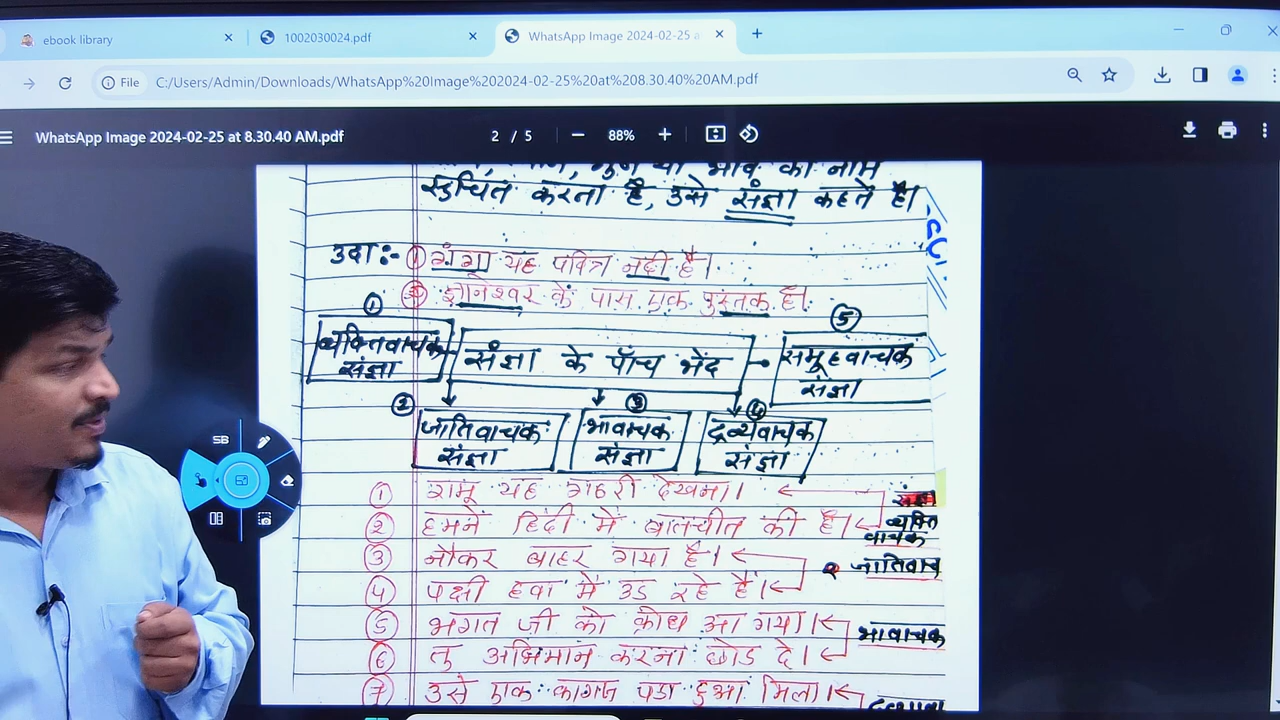 ebook library
1002030024.pdf
WhatsApp Image 2024-02-25 a
File C:/Users/Admin/Downloads/WhatsApp%20Image%202024-02-25%20at%208.30.40%20AM.pdf
WhatsApp Image 2024-02-25 at 8.30.40 AM.pdf
2 / 5
88%
या भाव का नाम
सुचित करता है, उसे संज्ञा कहते है।
उदा:- ① गंगा यह पवित्र नदी है।
② ज्ञानेश्वर के पास एक पुस्तक है।
① व्यक्तिवाचक संज्ञा
संज्ञा के पाँच भेंद
⑤ समूहवाचक संज्ञा
② जातिवाचक संज्ञा
③ भाववाचक संज्ञा
④ द्रव्यवाचक संज्ञा
SB
① रामू यह गठरी देखना।
संज्ञा
② हमनें हिंदी में बातचीत की है।
व्यक्ति
वाचक
③ नौकर बाहर गया है।
२ जातिवाच
④ पक्षी हवा में उड रहे हैं।
⑤ भगत जी को क्रोध आ गया।
भावाचक
⑥ तु अभिमान करना छोड दे।
⑦ उसे एक कागज पडा हुआ मिला।